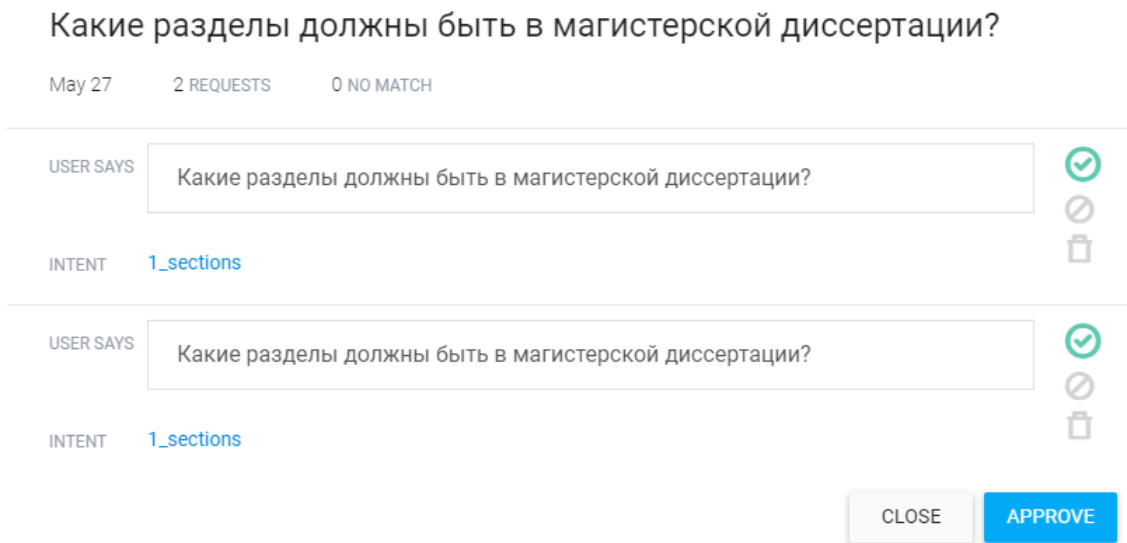 Какие разделы должны быть в магистерской диссертации?
May 27 2 REQUESTS 0 NO MATCH
USER SAYS Какие разделы должны быть в магистерской диссертации?
INTENT 1_sections
USER SAYS Какие разделы должны быть в магистерской диссертации?
INTENT 1_sections
CLOSE APPROVE